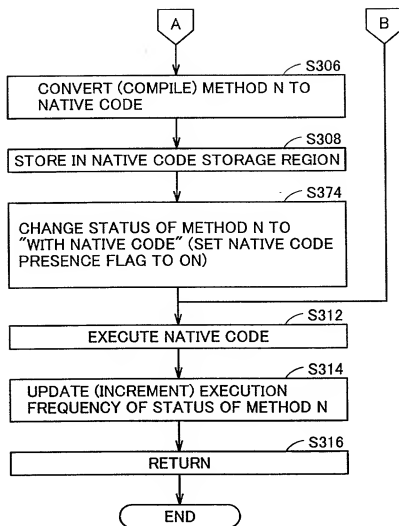 A
B
S306
CONVERT (COMPILE) METHOD N TO
NATIVE CODE
S308
STORE IN NATIVE CODE STORAGE REGION
S374
CHANGE STATUS OF METHOD N TO
"WITH NATIVE CODE" (SET NATIVE CODE
PRESENCE FLAG TO ON)
S312
EXECUTE NATIVE CODE
S314
UPDATE (INCREMENT) EXECUTION
FREQUENCY OF STATUS OF METHOD N
S316
RETURN
END